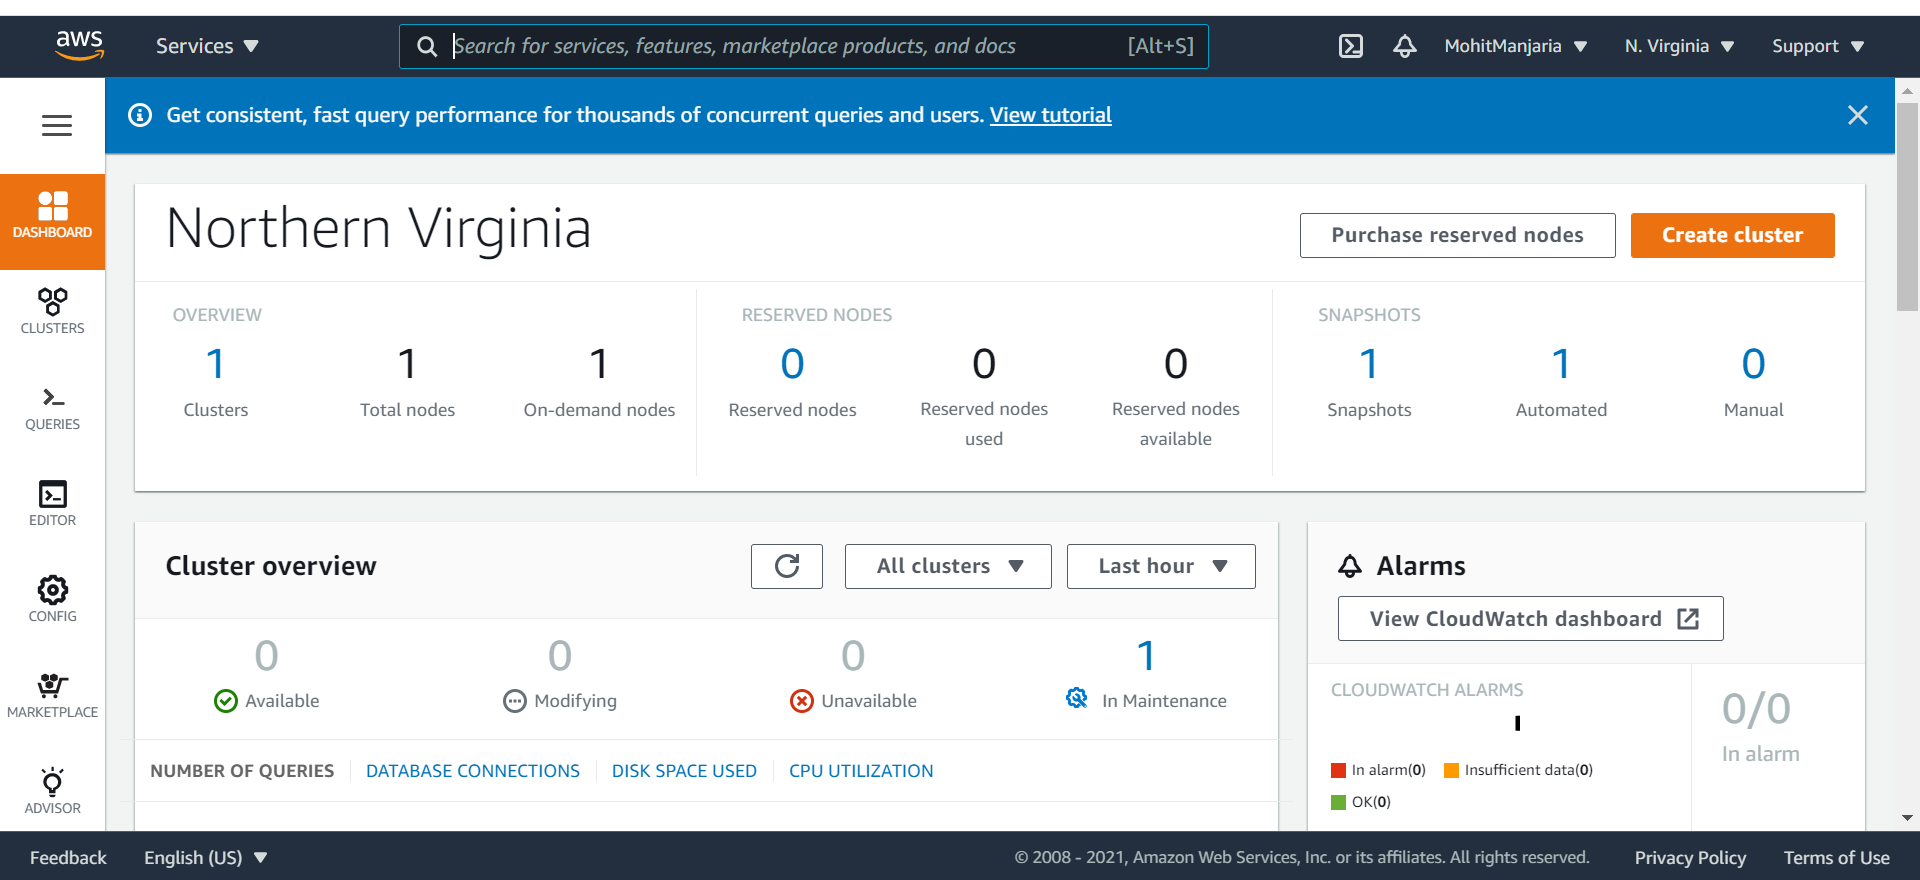 aws Services Search for services, features, marketplace products, and docs [Alt+S] MohitManjaria N. Virginia Support
Get consistent, fast query performance for thousands of concurrent queries and users. View tutorial
DASHBOARD
CLUSTERS
QUERIES
EDITOR
CONFIG
MARKETPLACE
ADVISOR
Northern Virginia
Purchase reserved nodes
Create cluster
OVERVIEW
1 1 1
Clusters Total nodes On-demand nodes
RESERVED NODES
0 0 0
Reserved nodes Reserved nodes Reserved nodes
used available
SNAPSHOTS
1 1 0
Snapshots Automated Manual
Cluster overview All clusters Last hour
0 0 0 1
Available Modifying Unavailable In Maintenance
NUMBER OF QUERIES DATABASE CONNECTIONS DISK SPACE USED CPU UTILIZATION
Alarms
View CloudWatch dashboard
CLOUDWATCH ALARMS
In alarm(0) Insufficient data(0)
OK(0)
0/0
In alarm
Feedback English (US) © 2008 - 2021, Amazon Web Services, Inc. or its affiliates. All rights reserved. Privacy Policy Terms of Use